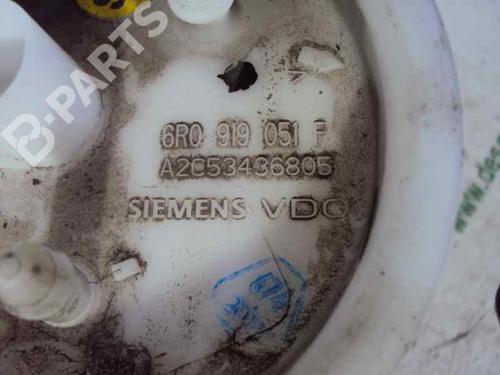 B-PARTS
6R0 919 051 F
A2C53436805
SIEMENS VDO